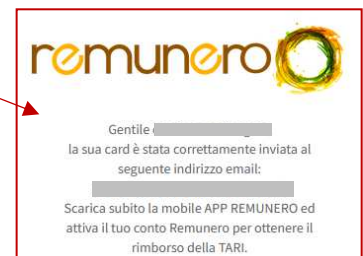 remunero
Gentile
la sua card è stata correttamente inviata al
seguente indirizzo email:
Scarica subito la mobile APP REMUNERO ed
attiva il tuo conto Remunero per ottenere il
rimborso della TARI.